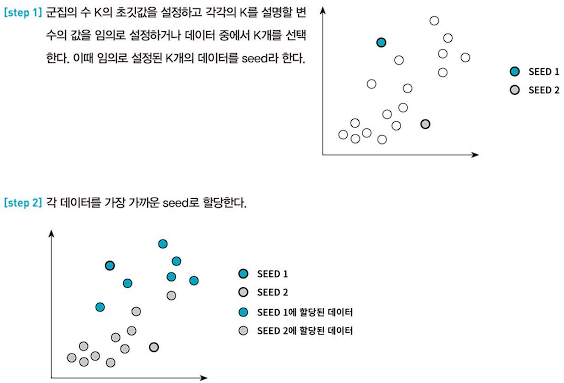 [step 1] 군집의 수 K의 초깃값을 설정하고 각각의 K를 설명할 변
수의 값을 임의로 설정하거나 데이터 중에서 K개를 선택
한다. 이때 임의로 설정된 K개의 데이터를 seed라 한다.
SEED 1
SEED 2
[step 2] 각 데이터를 가장 가까운 seed로 할당한다.
SEED 1
SEED 2
SEED 1에 할당된 데이터
SEED 2에 할당된 데이터